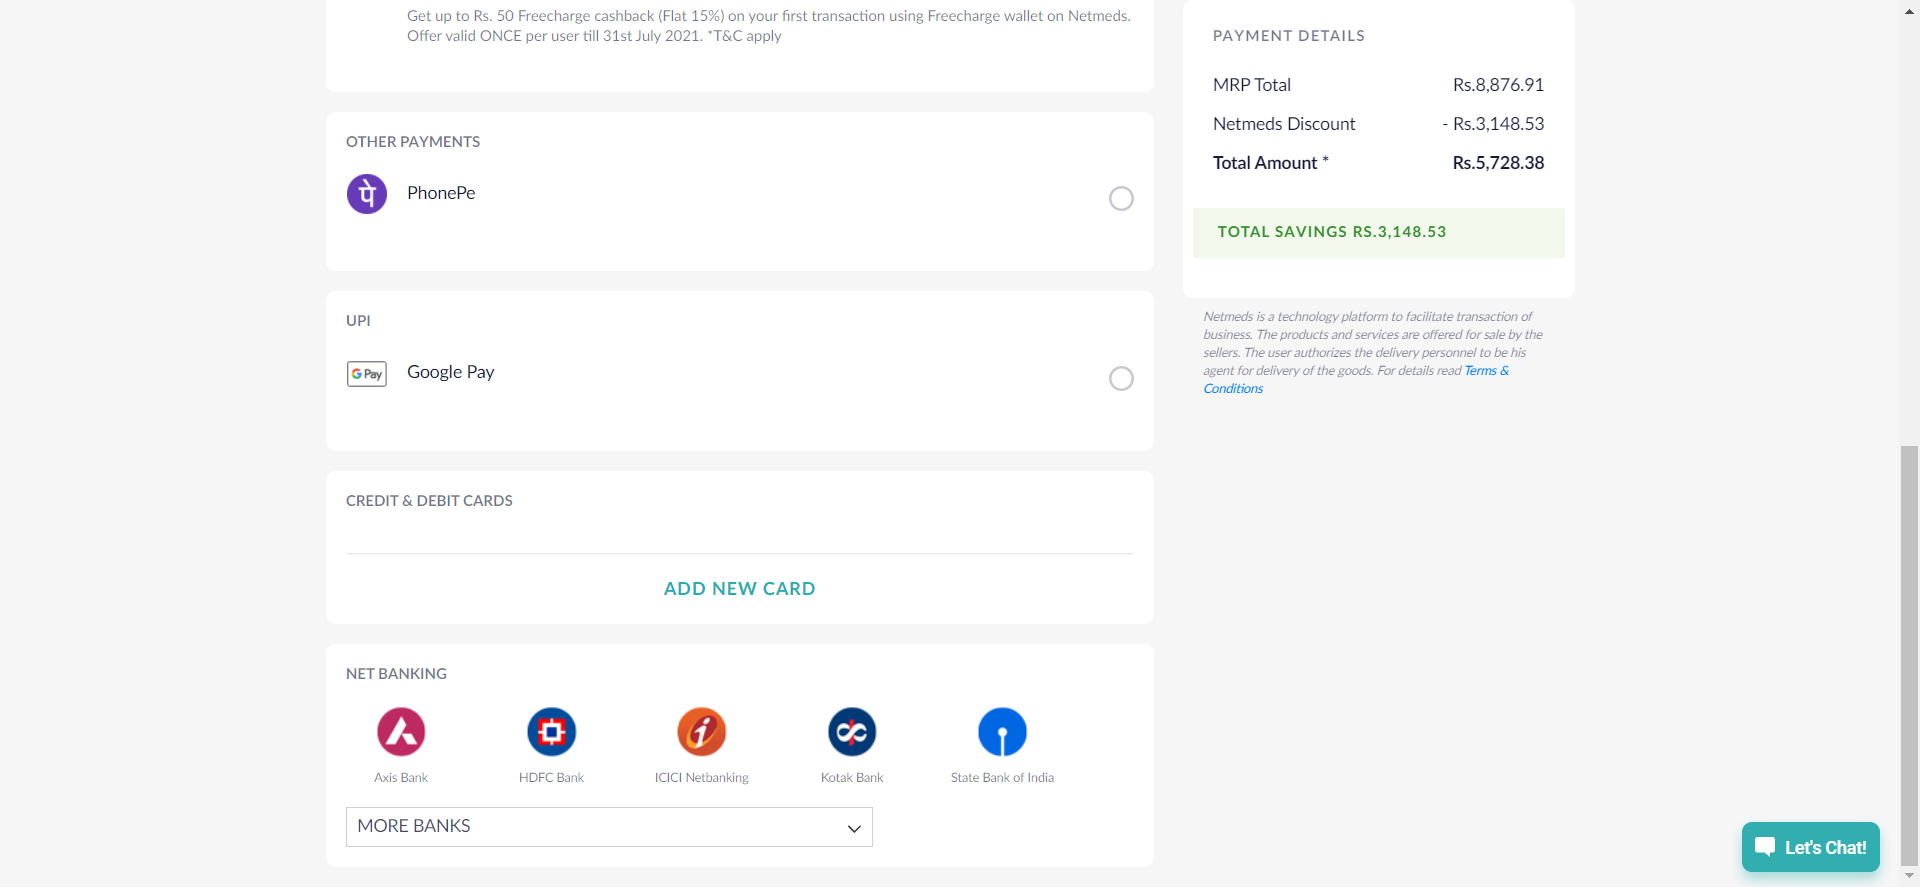 Get up to Rs. 50 Freecharge cashback (Flat 15%) on your first transaction using Freecharge wallet on Netmeds.
Offer valid ONCE per user till 31st July 2021. *T&C apply
OTHER PAYMENTS
पे
PhonePe
UPI
G Pay
Google Pay
CREDIT & DEBIT CARDS
ADD NEW CARD
NET BANKING
Axis Bank
HDFC Bank
ICICI Netbanking
Kotak Bank
State Bank of India
MORE BANKS
PAYMENT DETAILS
MRP Total Rs.8,876.91
Netmeds Discount - Rs.3,148.53
Total Amount * Rs.5,728.38
TOTAL SAVINGS RS.3,148.53
Netmeds is a technology platform to facilitate transaction of
business. The products and services are offered for sale by the
sellers. The user authorizes the delivery personnel to be his
agent for delivery of the goods. For details read Terms &
Conditions
Let's Chat!